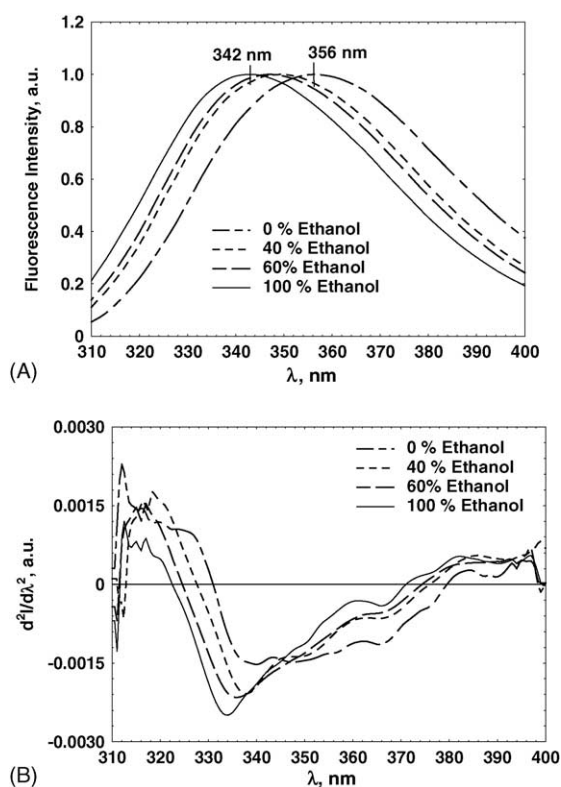 1.2
1.0
0.8
0.6
0.4
0.2
0
Fluorescence Intensity, a.u.
342 nm
356 nm
0 % Ethanol
40 % Ethanol
60% Ethanol
100 % Ethanol
310 320 330 340 350 360 370 380 390 400
λ, nm
(A)
0.0030
0.0015
0
-0.0015
-0.0030
d²I/dλ², a.u.
0 % Ethanol
40 % Ethanol
60% Ethanol
100 % Ethanol
310 320 330 340 350 360 370 380 390 400
λ, nm
(B)